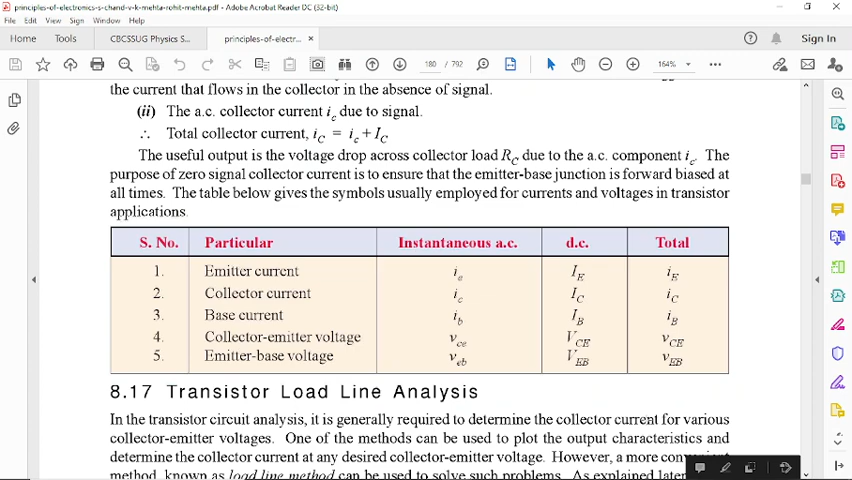 principles-of-electronics-s-chand-v-k-mehta-rohit-mehta.pdf - Adobe Acrobat Reader DC (32-bit)
File Edit View Sign Window Help
Home Tools CBCSSUG Physics S... principles-of-electr... × Sign In
180 / 792 164%
the current that flows in the collector in the absence of signal.
(ii) The a.c. collector current ic due to signal.
∴ Total collector current, iC = ic + IC
The useful output is the voltage drop across collector load RC due to the a.c. component ic. The
purpose of zero signal collector current is to ensure that the emitter-base junction is forward biased at
all times. The table below gives the symbols usually employed for currents and voltages in transistor
applications.
S. No. Particular Instantaneous a.c. d.c. Total
1. Emitter current ie IE iE
2. Collector current ic IC iC
3. Base current ib IB iB
4. Collector-emitter voltage vce VCE vCE
5. Emitter-base voltage veb VEB vEB
8.17 Transistor Load Line Analysis
In the transistor circuit analysis, it is generally required to determine the collector current for various
collector-emitter voltages. One of the methods can be used to plot the output characteristics and
determine the collector current at any desired collector-emitter voltage. However, a more convenient
method, known as load line method can be used to solve such problems. As explained later